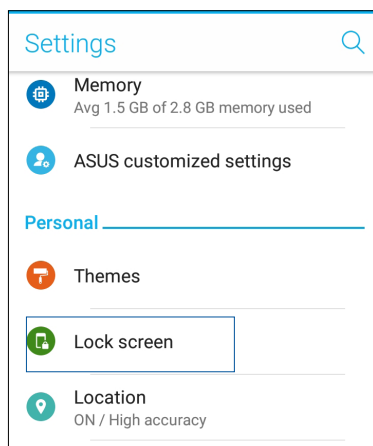 Settings
Memory
Avg 1.5 GB of 2.8 GB memory used
ASUS customized settings
Personal
Themes
Lock screen
Location
ON / High accuracy